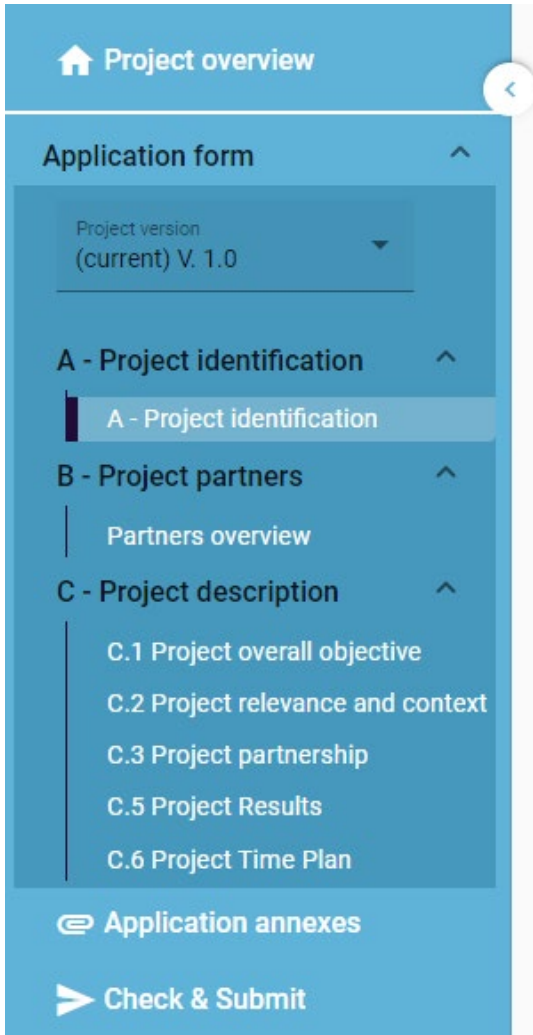 Project overview
Application form
Project version
(current) V. 1.0
A - Project identification
A - Project identification
B - Project partners
Partners overview
C - Project description
C.1 Project overall objective
C.2 Project relevance and context
C.3 Project partnership
C.5 Project Results
C.6 Project Time Plan
Application annexes
Check & Submit